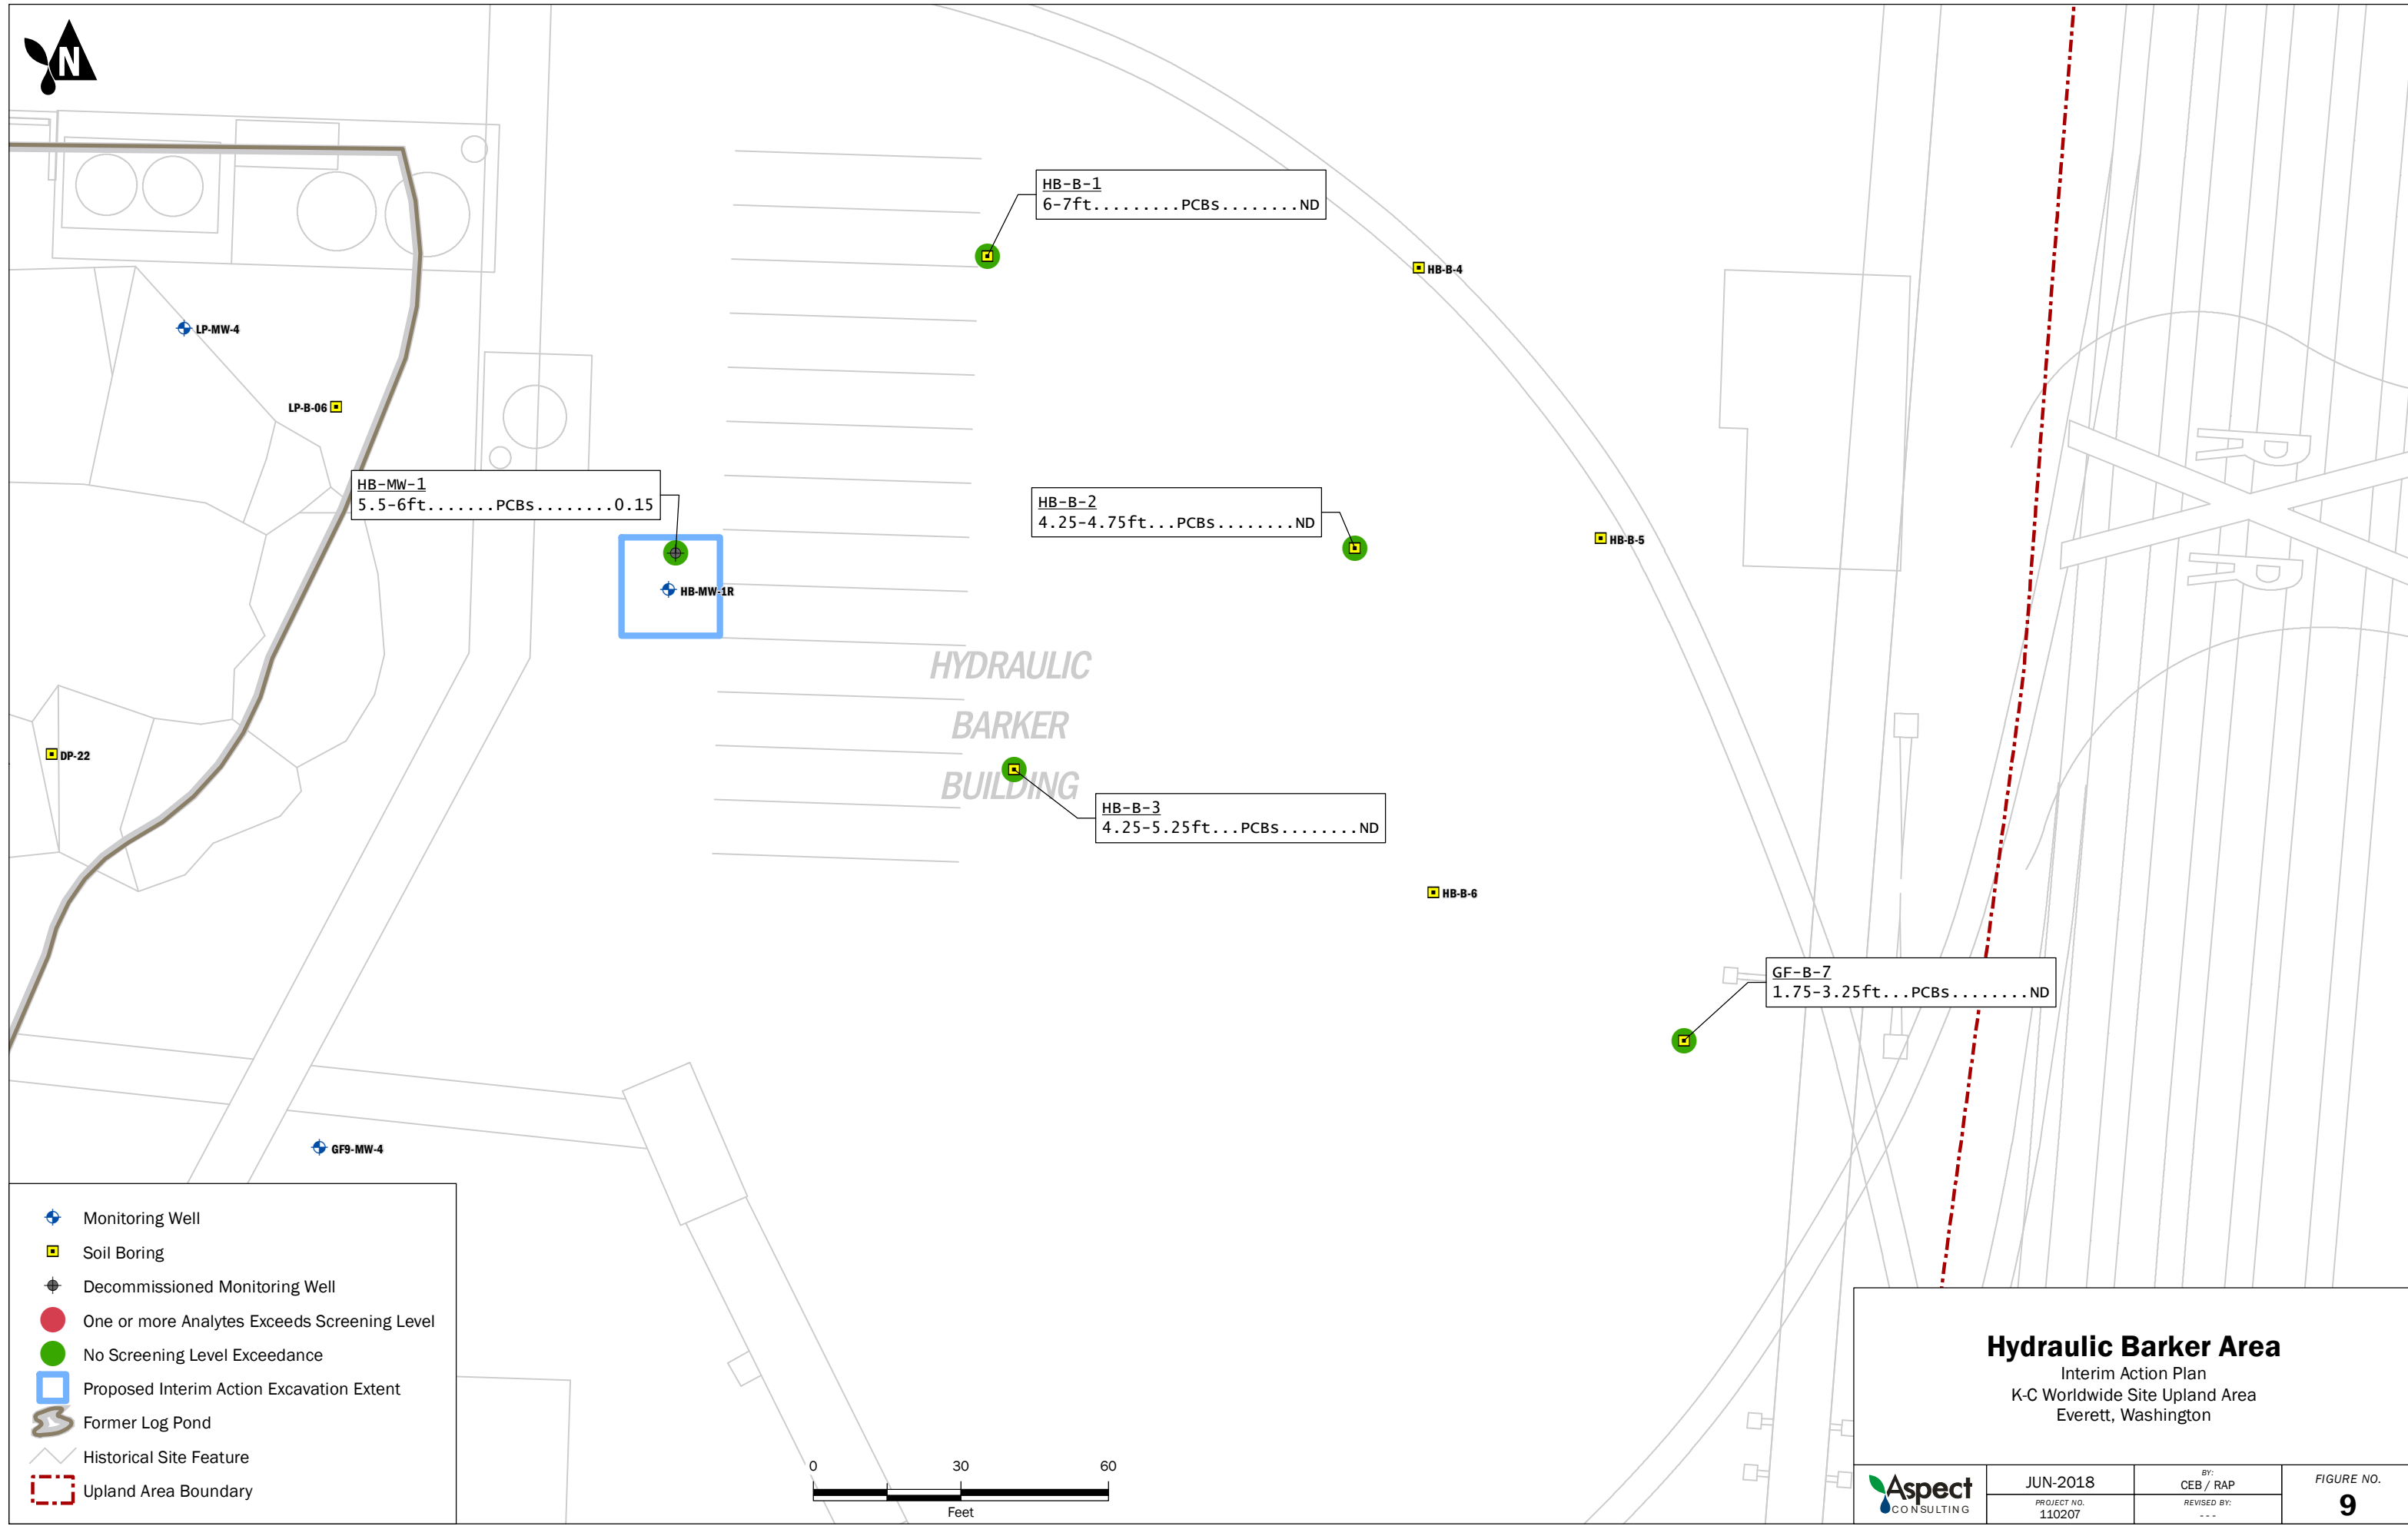 N
HB-B-1
6-7ft.........PCBs........ND
HB-B-4
LP-MW-4
LP-B-06
HB-MW-1
5.5-6ft.......PCBs........0.15
HB-B-2
4.25-4.75ft...PCBs........ND
HB-B-5
R
R
HB-MW-1R
HYDRAULIC
BARKER
BUILDING
DP-22
HB-B-3
4.25-5.25ft...PCBs........ND
HB-B-6
GF-B-7
1.75-3.25ft...PCBs........ND
GF9-MW-4
Monitoring Well
Soil Boring
Decommissioned Monitoring Well
One or more Analytes Exceeds Screening Level
No Screening Level Exceedance
Proposed Interim Action Excavation Extent
Former Log Pond
Historical Site Feature
Upland Area Boundary
0 30 60
Feet
Hydraulic Barker Area
Interim Action Plan
K-C Worldwide Site Upland Area
Everett, Washington
Aspect
CONSULTING
JUN-2018
PROJECT NO.
110207
BY:
CEB / RAP
REVISED BY:
- - -
FIGURE NO.
9